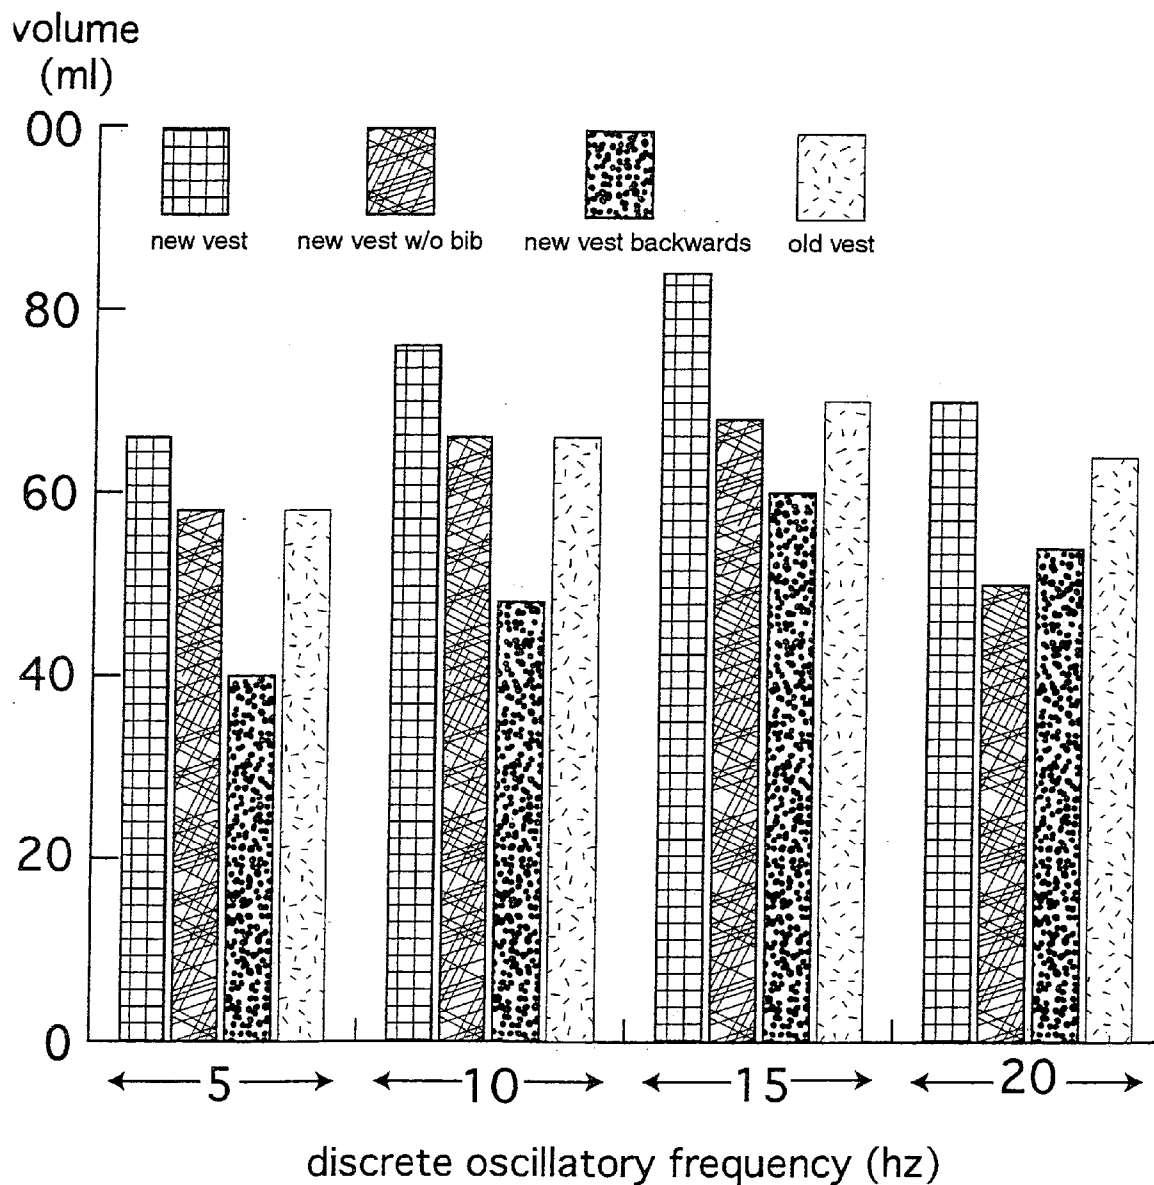 volume
(ml)
00
new vest
new vest w/o bib
new vest backwards
old vest
80
60
40
20
0
5
10
15
20
discrete oscillatory frequency (hz)